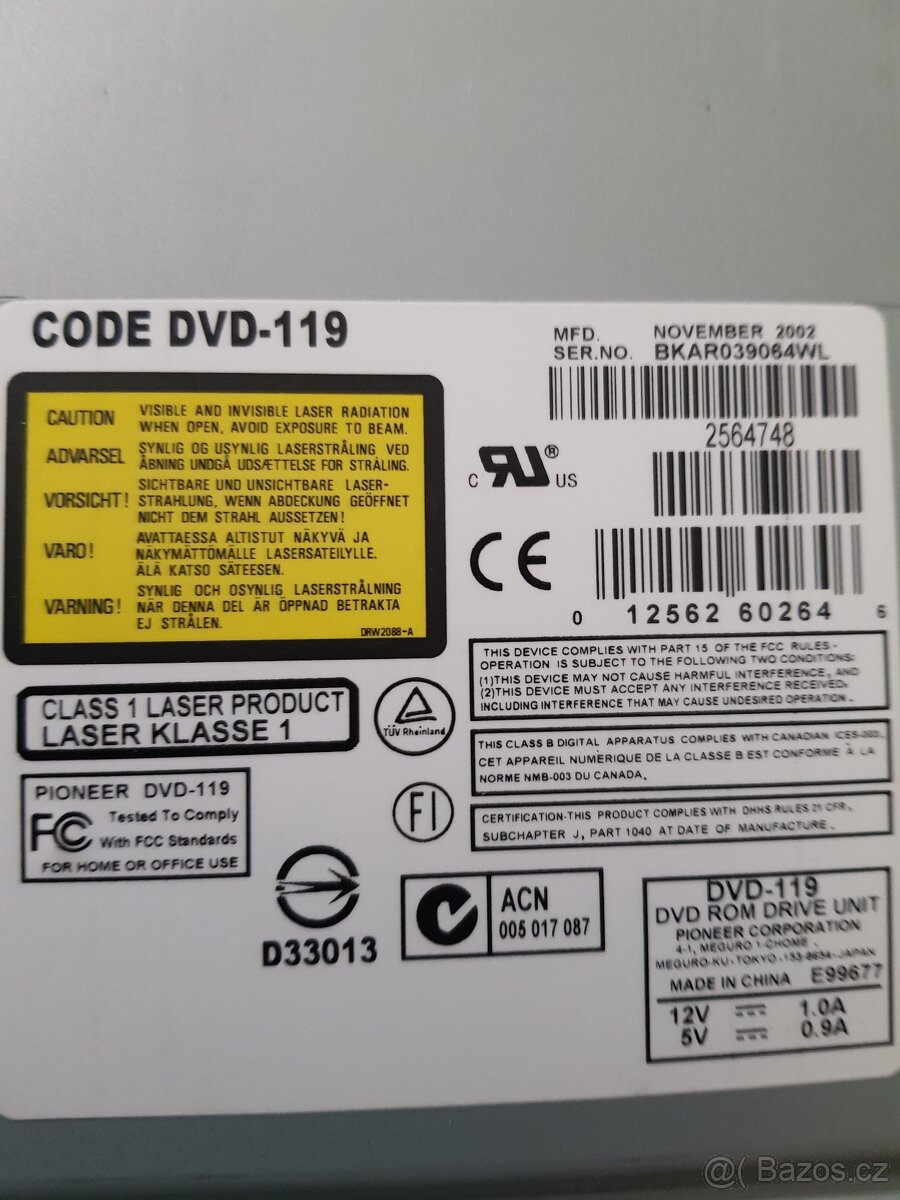 CODE DVD-119
MFD. NOVEMBER 2002
SER.NO. BKAR039064WL
2564748
CAUTION VISIBLE AND INVISIBLE LASER RADIATION
WHEN OPEN, AVOID EXPOSURE TO BEAM.
ADVARSEL SYNLIG OG USYNLIG LASERSTRÅLING VED
ÅBNING UNDGÅ UDSÆTTELSE FOR STRÅLING.
VORSICHT! SICHTBARE UND UNSICHTBARE LASER-
STRAHLUNG, WENN ABDECKUNG GEÖFFNET
NICHT DEM STRAHL AUSSETZEN!
VARO! AVATTAESSA ALTISTUT NÄKYVÄ JA
NÄKYMÄTTÖMÄLLE LASERSATEILYLLE.
ÄLÄ KATSO SÄTEESEN.
VARNING! SYNLIG OCH OSYNLIG LASERSTRÅLNING
NÄR DENNA DEL ÄR ÖPPNAD BETRAKTA
EJ STRÅLEN.
DRW2088-A
C RU ® US
CE
0 12562 60264 6
THIS DEVICE COMPLIES WITH PART 15 OF THE FCC RULES-
OPERATION IS SUBJECT TO THE FOLLOWING TWO CONDITIONS:
(1)THIS DEVICE MAY NOT CAUSE HARMFUL INTERFERENCE, AND
(2)THIS DEVICE MUST ACCEPT ANY INTERFERENCE RECEIVED,
INCLUDING INTERFERENCE THAT MAY CAUSE UNDESIRED OPERATION.
CLASS 1 LASER PRODUCT
LASER KLASSE 1
TÜV Rheinland
THIS CLASS B DIGITAL APPARATUS COMPLIES WITH CANADIAN ICES-003.
CET APPAREIL NUMÉRIQUE DE LA CLASSE B EST CONFORME À LA
NORME NMB-003 DU CANADA.
PIONEER DVD-119
FC Tested To Comply
With FCC Standards
FOR HOME OR OFFICE USE
FI
CERTIFICATION-THIS PRODUCT COMPLIES WITH DHHS RULES 21 CFR,
SUBCHAPTER J, PART 1040 AT DATE OF MANUFACTURE.
D33013
ACN
005 017 087
DVD-119
DVD ROM DRIVE UNIT
PIONEER CORPORATION
4-1, MEGURO 1-CHOME,
MEGURO-KU-TOKYO-153-8654-JAPAN
MADE IN CHINA E99677
12V 1.0A
5V 0.9A
@( Bazos.cz